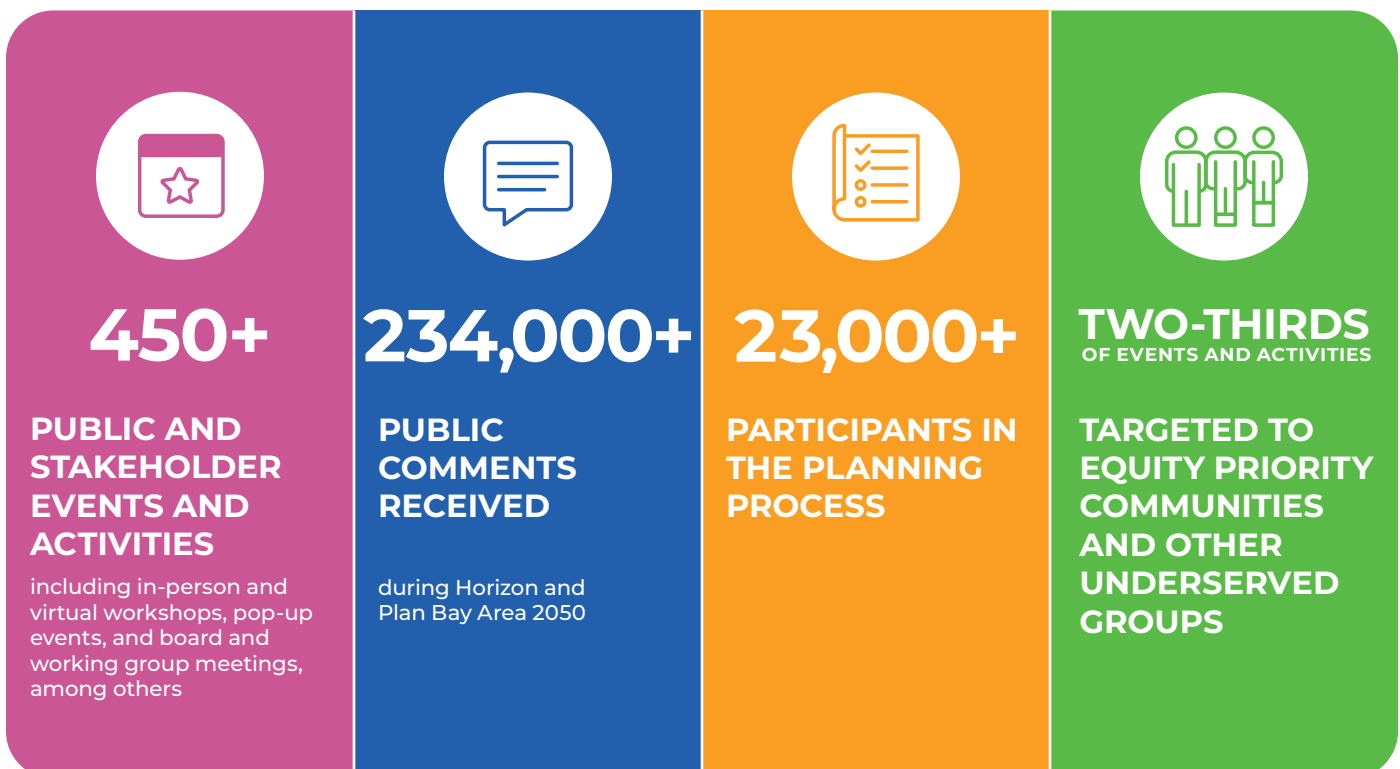 450+
PUBLIC AND
STAKEHOLDER
EVENTS AND
ACTIVITIES
including in-person and
virtual workshops, pop-up
events, and board and
working group meetings,
among others
234,000+
PUBLIC
COMMENTS
RECEIVED
during Horizon and
Plan Bay Area 2050
23,000+
PARTICIPANTS IN
THE PLANNING
PROCESS
TWO-THIRDS
OF EVENTS AND ACTIVITIES
TARGETED TO
EQUITY PRIORITY
COMMUNITIES
AND OTHER
UNDERSERVED
GROUPS